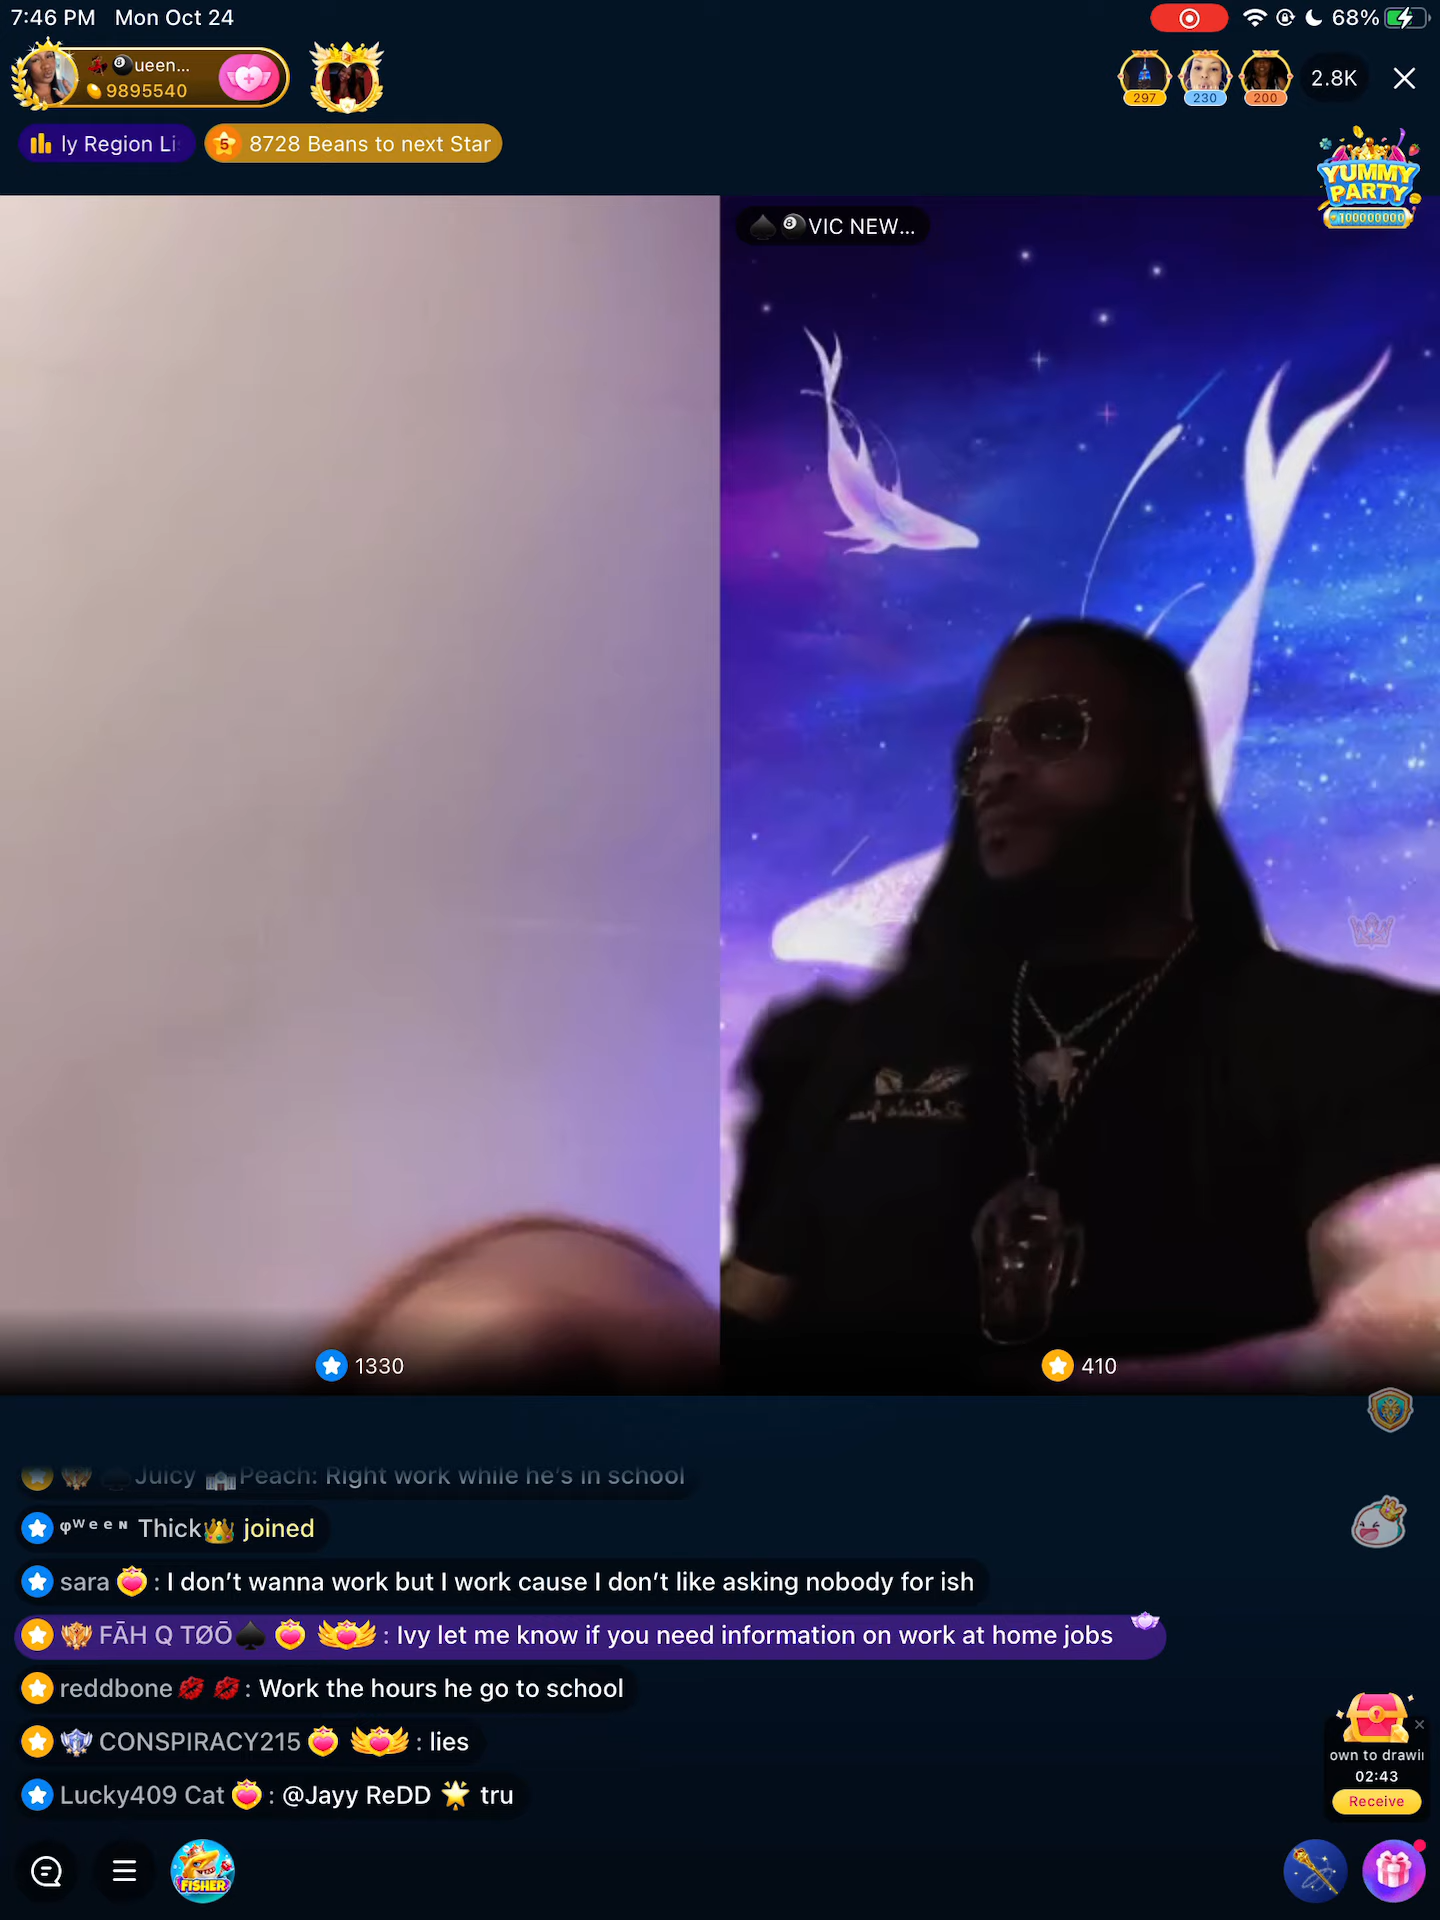 7:46 PM Mon Oct 24
68%
ueen...
9895540
297
230
200
2.8K
ly Region Li
5 8728 Beans to next Star
YUMMY
PARTY
100000000
8 VIC NEW...
1330
410
Juicy Peach: Right work while he's in school
φᵂᵉᵉᴺ Thick joined
sara : I don't wanna work but I work cause I don't like asking nobody for ish
FĀH Q TØŌ♠ : Ivy let me know if you need information on work at home jobs
reddbone💋 💋 : Work the hours he go to school
CONSPIRACY215 : lies
Lucky409 Cat : @Jayy ReDD 🌟 tru
own to drawi
02:43
Receive
FISHER